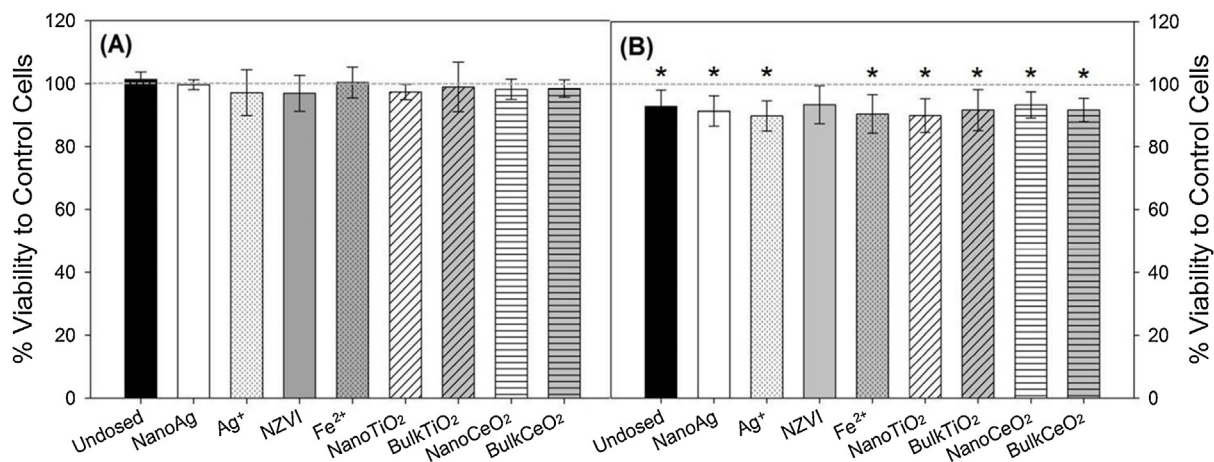 (A)
% Viability to Control Cells
120
100
80
60
40
20
0
Undosed
NanoAg
Ag⁺
NZVI
Fe²⁺
NanoTiO₂
BulkTiO₂
NanoCeO₂
BulkCeO₂
(B)
* * * * * * * *
% Viability to Control Cells
120
100
80
60
40
20
0
Undosed
NanoAg
Ag⁺
NZVI
Fe²⁺
NanoTiO₂
BulkTiO₂
NanoCeO₂
BulkCeO₂